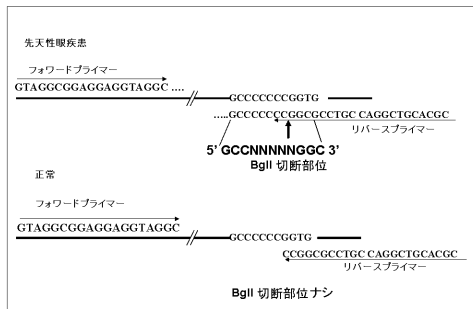 先天性眼疾患
フォワードプライマー
GTAGGCGGAGGAGGTAGGC ....
GCCCCCCCGGTG
.....GCCCCCCCCGGCGCCTGC CAGGCTGCACGC
リバースプライマー
5' GCCNNNNNGGC 3'
BglI 切断部位
正常
フォワードプライマー
GTAGGCGGAGGAGGTAGGC
GCCCCCCCGGTG
CCGGCGCCTGC CAGGCTGCACGC
リバースプライマー
BglI 切断部位ナシ